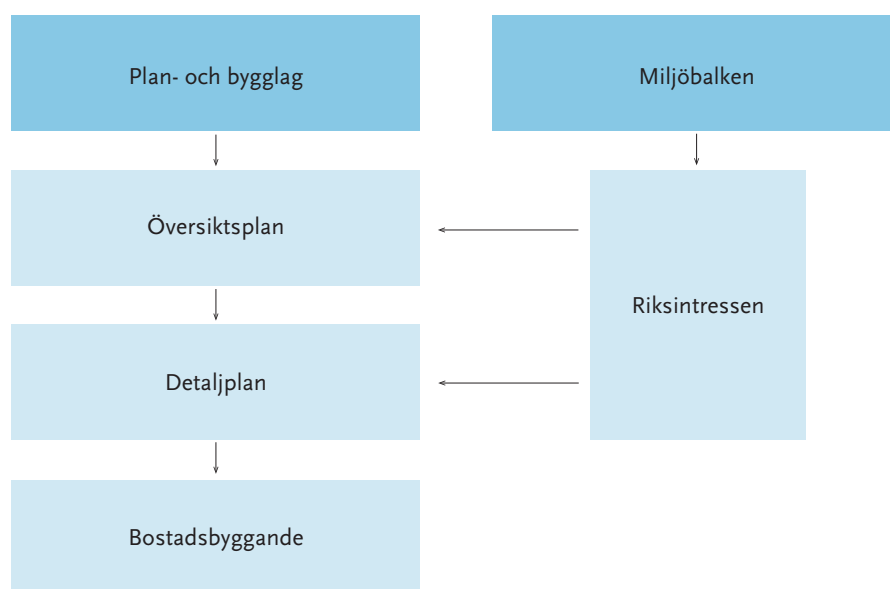 Plan- och bygglag
Miljöbalken
Översiktsplan
Riksintressen
Detaljplan
Bostadsbyggande